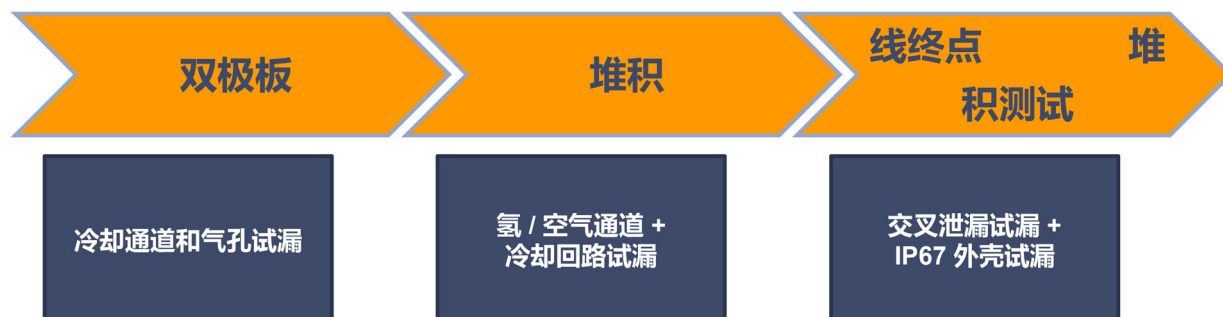 双极板
堆积
线终点 堆
积测试
冷却通道和气孔试漏
氢 / 空气通道 +
冷却回路试漏
交叉泄漏试漏 +
IP67 外壳试漏